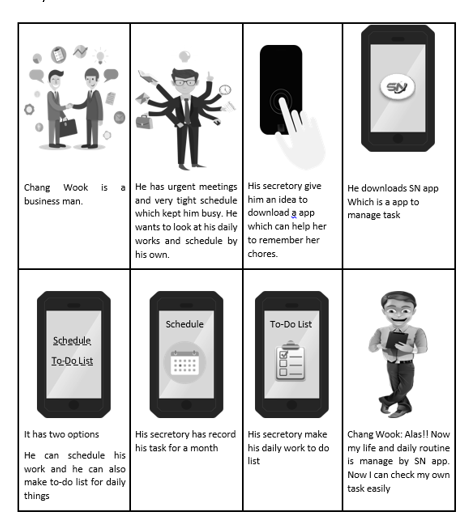 Chang Wook is a
business man.
He has urgent meetings
and very tight schedule
which kept him busy. He
wants to look at his daily
works and schedule by
his own.
His secretory give
him an idea to
download a app
which can help her
to remember her
chores.
SN
He downloads SN app
Which is a app to
manage task
Schedule
To-Do List
It has two options
He can schedule his
work and he can also
make to-do list for daily
things
Schedule
His secretory has record
his task for a month
To-Do List
His secretory make
his daily work to do
list
Chang Wook: Alas!! Now
my life and daily routine
is manage by SN app.
Now I can check my own
task easily